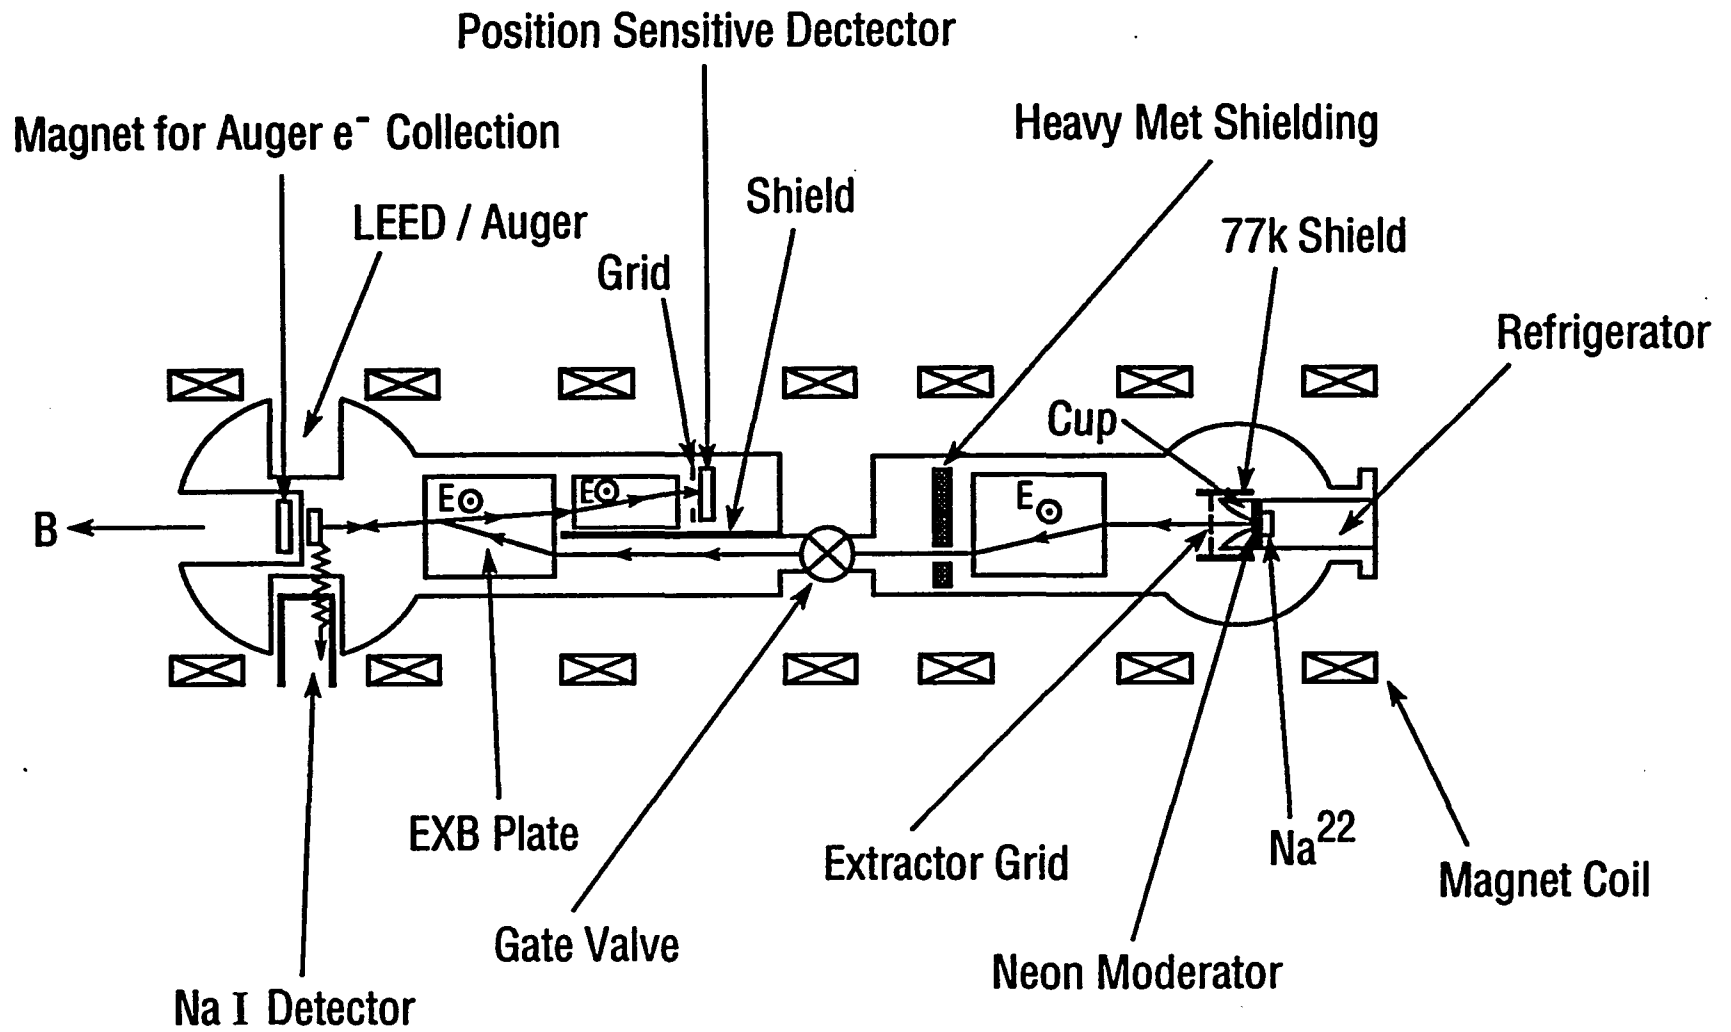 Position Sensitive Dectector
Magnet for Auger e⁻ Collection
Heavy Met Shielding
LEED / Auger
Shield
77k Shield
Grid
Refrigerator
Cup
E
E
E
B
EXB Plate
Extractor Grid
Na²²
Magnet Coil
Gate Valve
Neon Moderator
Na I Detector